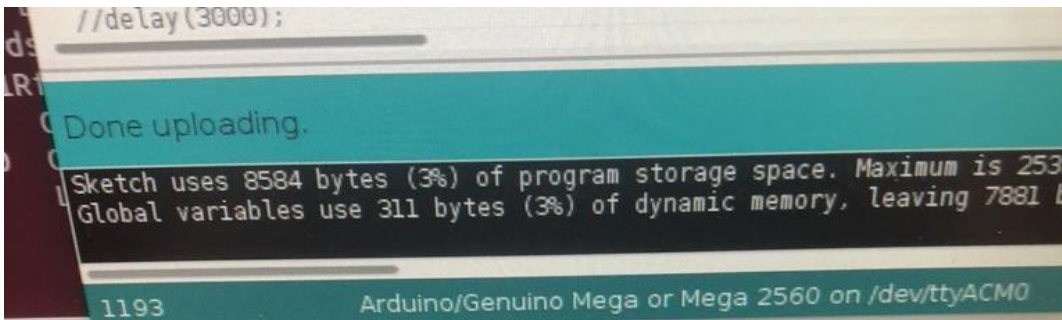 //delay(3000);
ds
Done uploading.
Sketch uses 8584 bytes (3%) of program storage space. Maximum is 253
Global variables use 311 bytes (3%) of dynamic memory, leaving 7881
1193 Arduino/Genuino Mega or Mega 2560 on /dev/ttyACM0